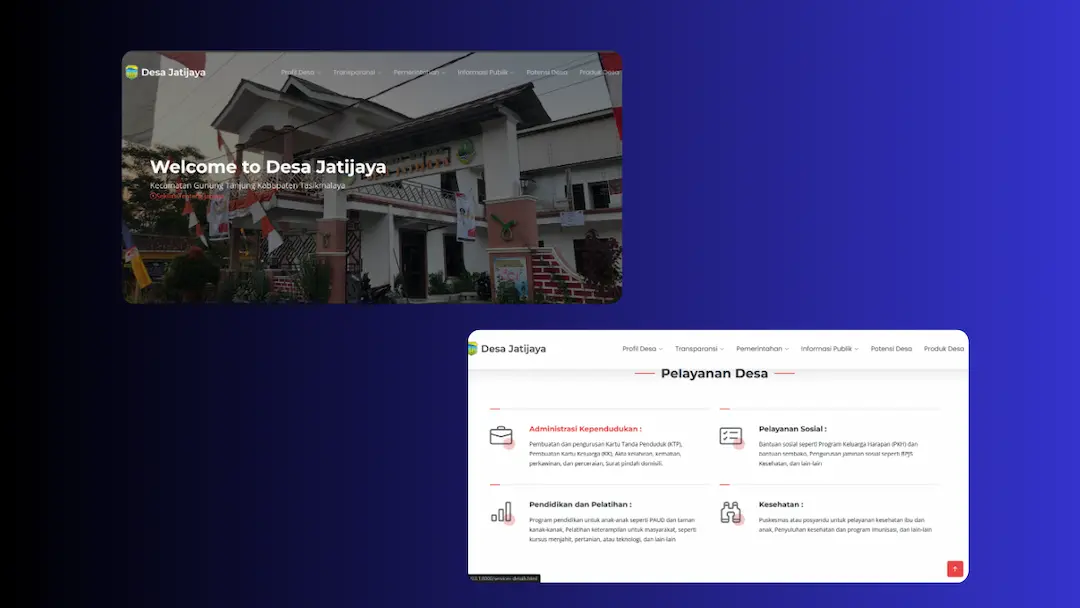 Desa Jatijaya
Profil Desa
Transparansi
Pemerintahan
Informasi Publik
Potensi Desa
Produk Desa
Welcome to Desa Jatijaya
Kecamatan Gunung Tanjung Kabupaten Tasikmalaya
Desa Jatijaya
Profil Desa
Transparansi
Pemerintahan
Informasi Publik
Potensi Desa
Produk Desa
Pelayanan Desa
Administrasi Kependudukan :
Pembuatan dan pengurusan Kartu Tanda Penduduk (KTP),
Pembuatan Kartu Keluarga (KK), Akta kelahiran, kematian,
perkawinan, dan perceraian, Surat pindah domisili.
Pelayanan Sosial :
Bantuan sosial seperti Program Keluarga Harapan (PKH) dan
bantuan sembako, Pengurusan jaminan sosial seperti BPJS
Kesehatan, dan lain-lain
Pendidikan dan Pelatihan :
Program pendidikan untuk anak-anak seperti PAUD dan taman
kanak-kanak, Pelatihan keterampilan untuk masyarakat, seperti
kursus menjahit, pertanian, atau teknologi, dan lain-lain
Kesehatan :
Puskesmas atau posyandu untuk pelayanan kesehatan ibu dan
anak, Penyuluhan kesehatan dan program imunisasi, dan lain-lain